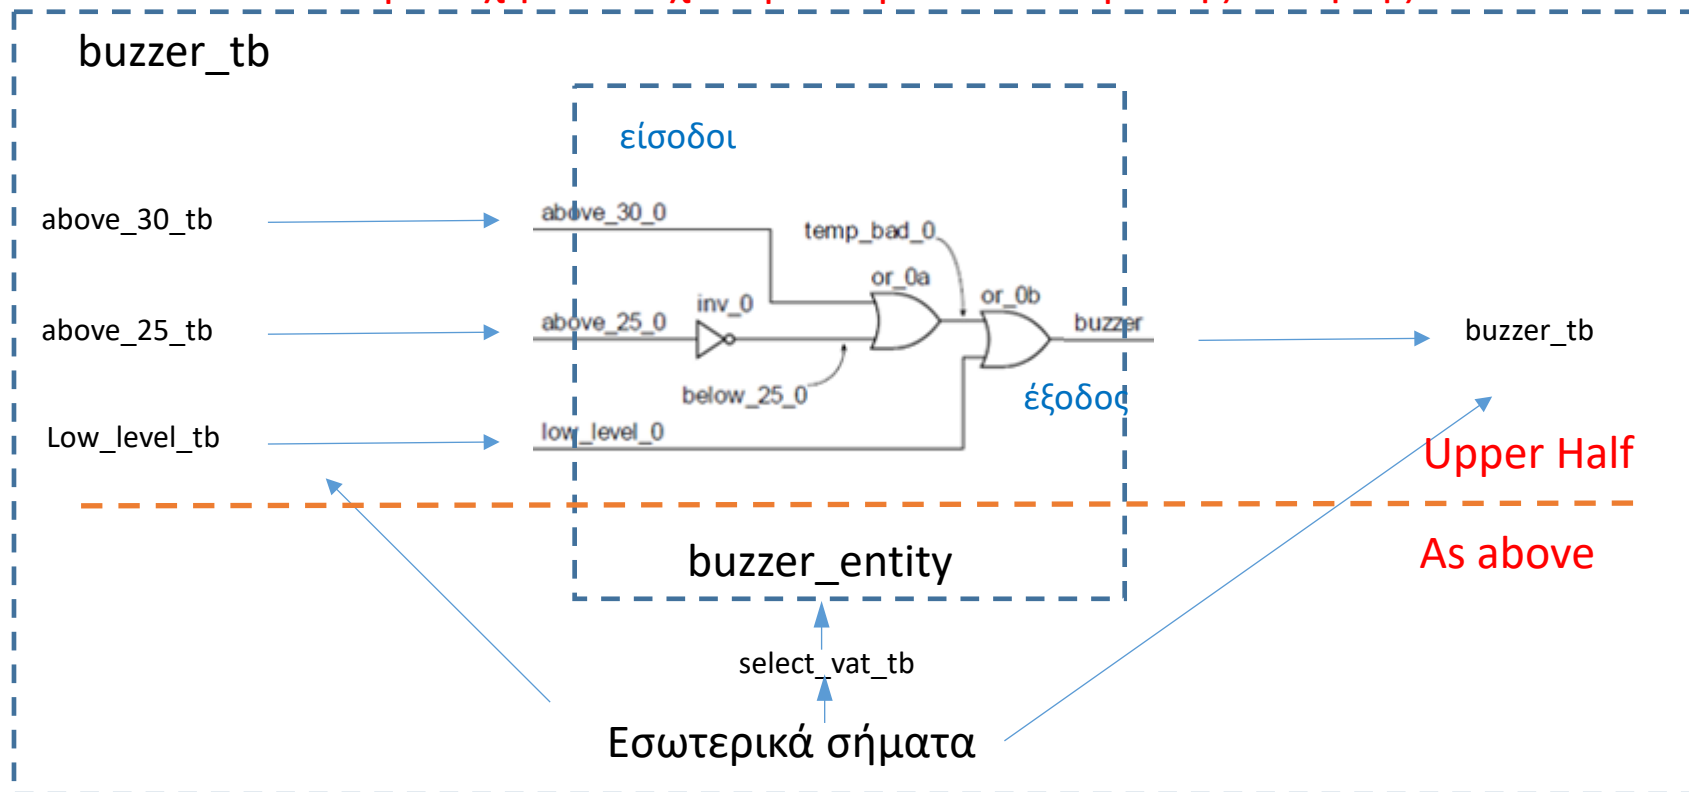 buzzer_tb
είσοδοι
above_30_tb
above_30_0
temp_bad_0
or_0a
inv_0
or_0b
above_25_tb
above_25_0
buzzer
buzzer_tb
below_25_0
έξοδος
Low_level_tb
low_level_0
Upper Half
buzzer_entity
As above
select_vat_tb
Εσωτερικά σήματα